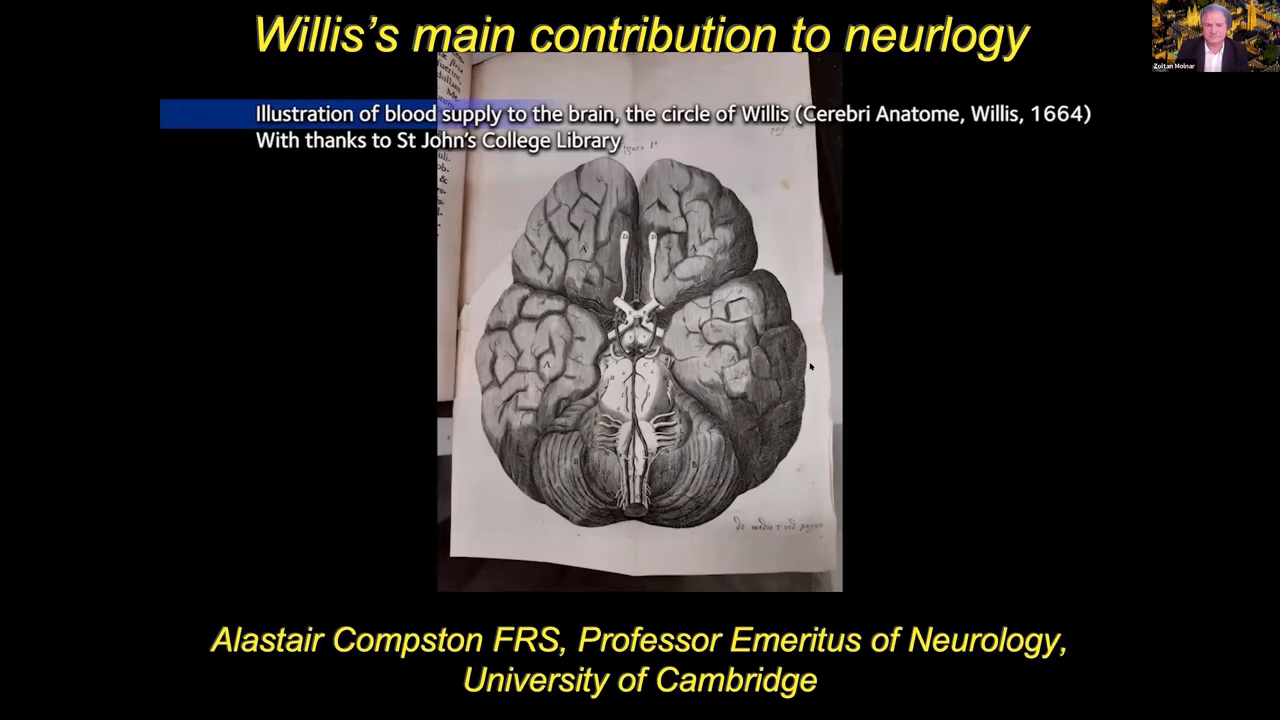 Willis's main contribution to neurlogy
Zoltan Molnar
Illustration of blood supply to the brain, the circle of Willis (Cerebri Anatome, Willis, 1664)
With thanks to St John's College Library
Alastair Compston FRS, Professor Emeritus of Neurology,
University of Cambridge